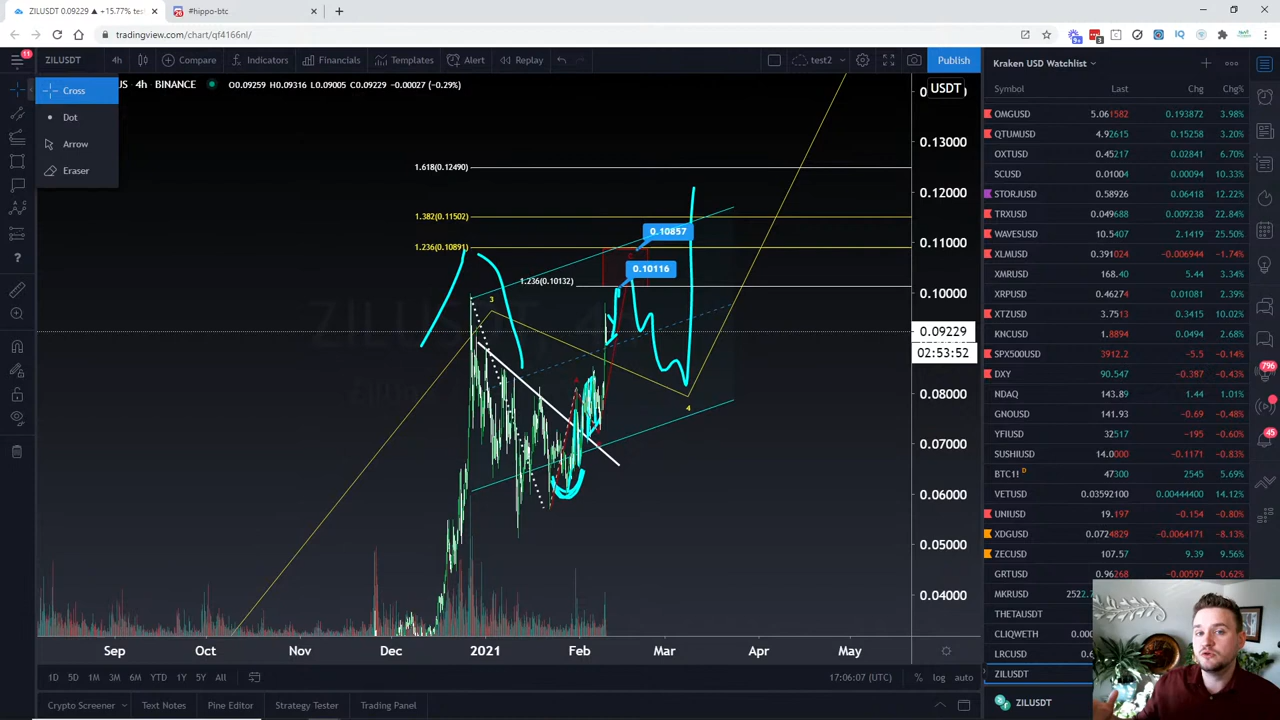 ZILUSDT 0.09229 ▲ +15.77% tes
#hippo-btc
tradingview.com/chart/qf4166nl/
11
ZILUSDT
4h
Compare
Indicators
Financials
Templates
Alert
Replay
test2
Publish
Kraken USD Watchlist
Cross
Dot
Arrow
Eraser
US 4h • BINANCE
O0.09259 H0.09316 L0.09005 C0.09229 −0.00027 (−0.29%)
USDT
0.13000
0.12000
0.11000
0.10000
0.09229
02:53:52
0.08000
0.07000
0.06000
0.05000
0.04000
1.618(0.12490)
1.382(0.11502)
1.236(0.10891)
1.236(0.10132)
0.10857
0.10116
3
4
Sep Oct Nov Dec 2021 Feb Mar Apr May
1D 5D 1M 3M 6M YTD 1Y 5Y All
17:06:07 (UTC)
% log auto
Crypto Screener Text Notes Pine Editor Strategy Tester Trading Panel
Symbol Last Chg Chg%
OMGUSD 5.061582 0.193872 3.98%
QTUMUSD 4.92615 0.15258 3.20%
OXTUSD 0.45217 0.02841 6.70%
SCUSD 0.01004 0.00094 10.33%
STORJUSD 0.58926 0.06418 12.22%
TRXUSD 0.049688 0.009238 22.84%
WAVESUSD 10.5407 2.1419 25.50%
XLMUSD 0.391024 −0.006944 −1.74%
XMRUSD 168.40 5.44 3.34%
XRPUSD 0.46274 0.01081 2.39%
XTZUSD 3.7513 0.3415 10.02%
KNCUSD 1.8894 0.0494 2.68%
SPX500USD 3912.2 −5.5 −0.14%
DXY 90.547 −0.387 −0.43%
NDAQ 143.89 1.44 1.01%
GNOUSD 141.93 −0.69 −0.48%
YFIUSD 32517 −195 −0.60%
SUSHIUSD 14.0000 −0.1171 −0.83%
BTC1! D 47300 2545 5.69%
VETUSD 0.03592100 0.00444400 14.12%
UNIUSD 19.197 −0.154 −0.80%
XDGUSD 0.0724829 −0.0064171 −8.13%
ZECUSD 107.57 9.39 9.56%
GRTUSD 0.96268 −0.00597 −0.62%
MKRUSD 2522.
THETAUSDT
CLIQWETH 0.000
LRCUSD 0.6
ZILUSDT
ZILUSDT
796
45